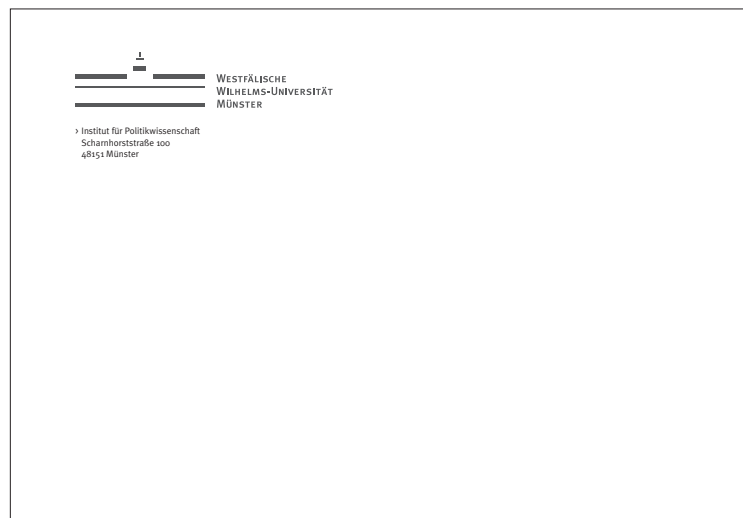 Westfälische
Wilhelms-Universität
Münster
> Institut für Politikwissenschaft
Scharnhorststraße 100
48151 Münster